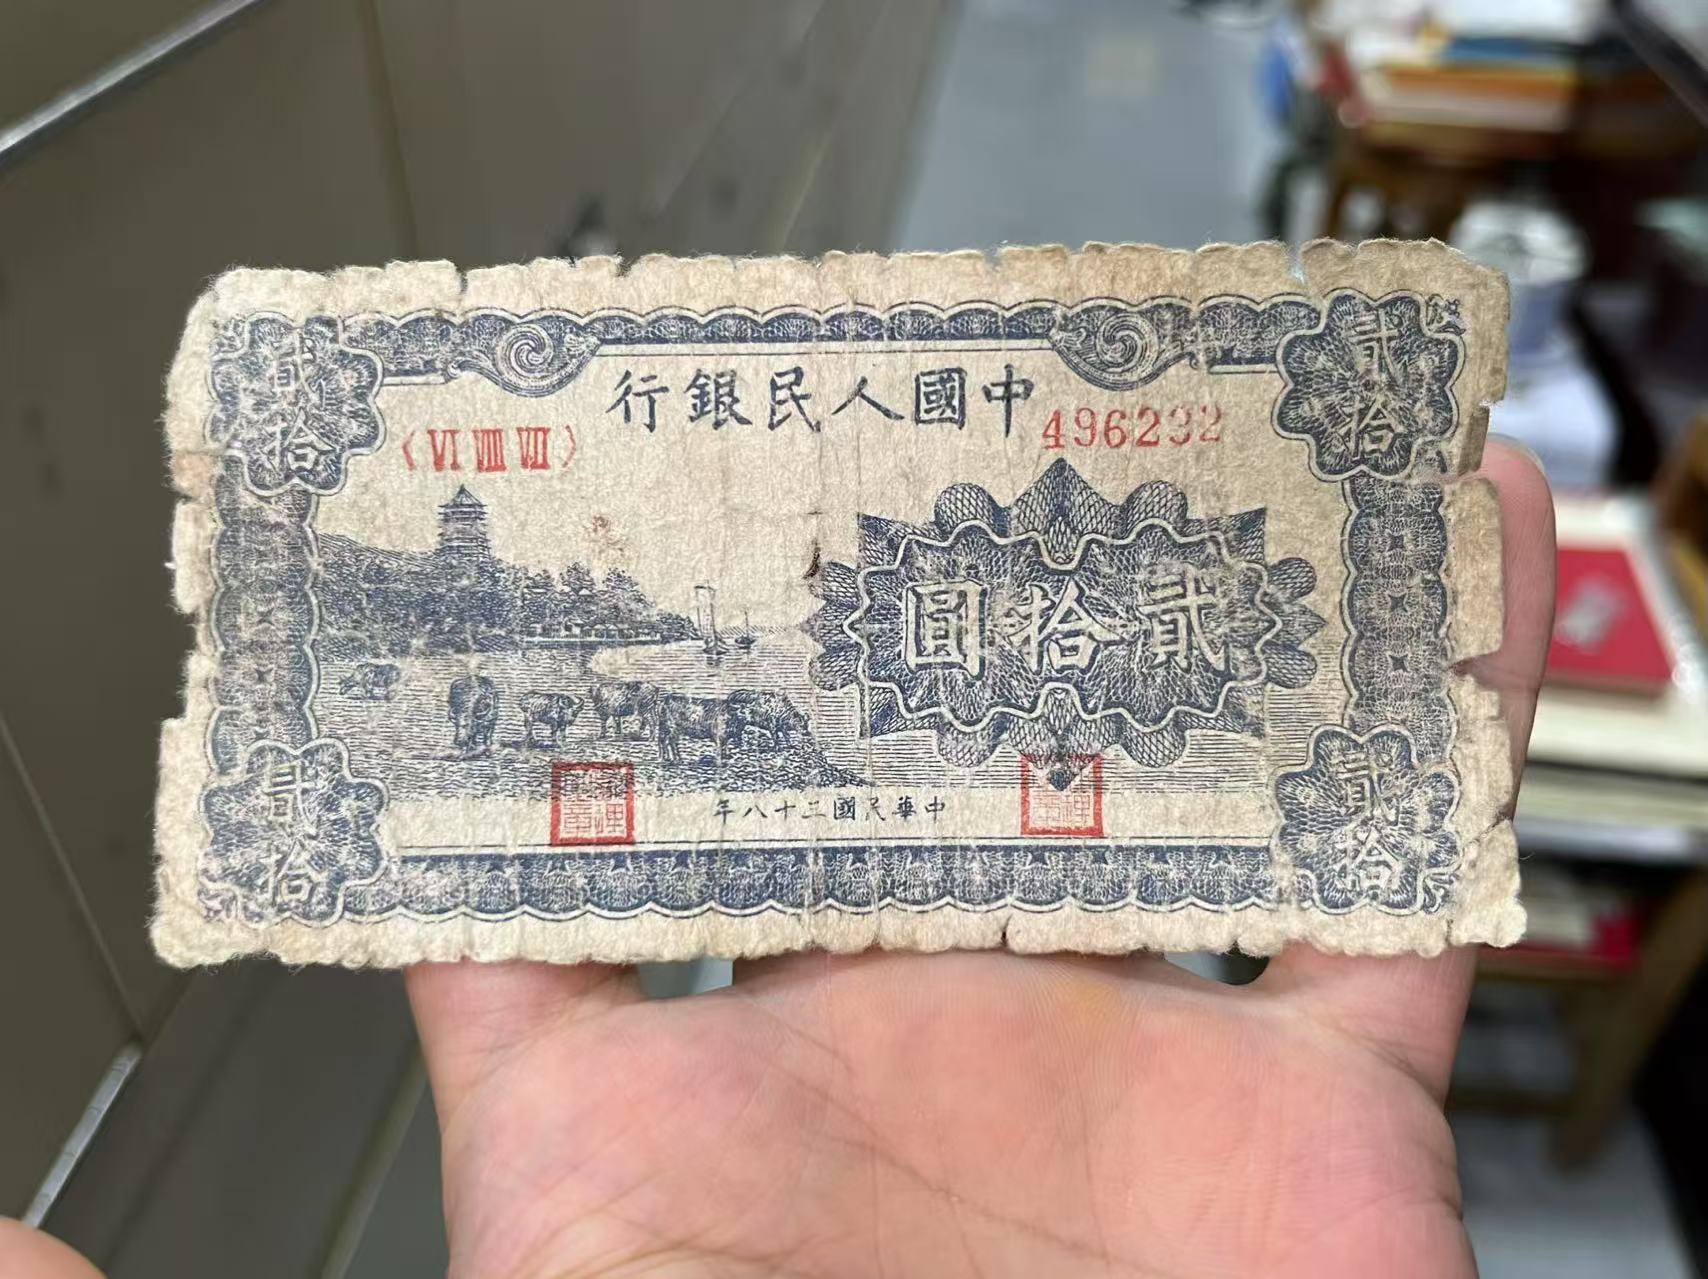 中國人民銀行
〈Ⅵ Ⅷ Ⅶ〉
496232
貳拾
貳拾
貳拾圓
中華民國三十八年
貳拾
貳拾